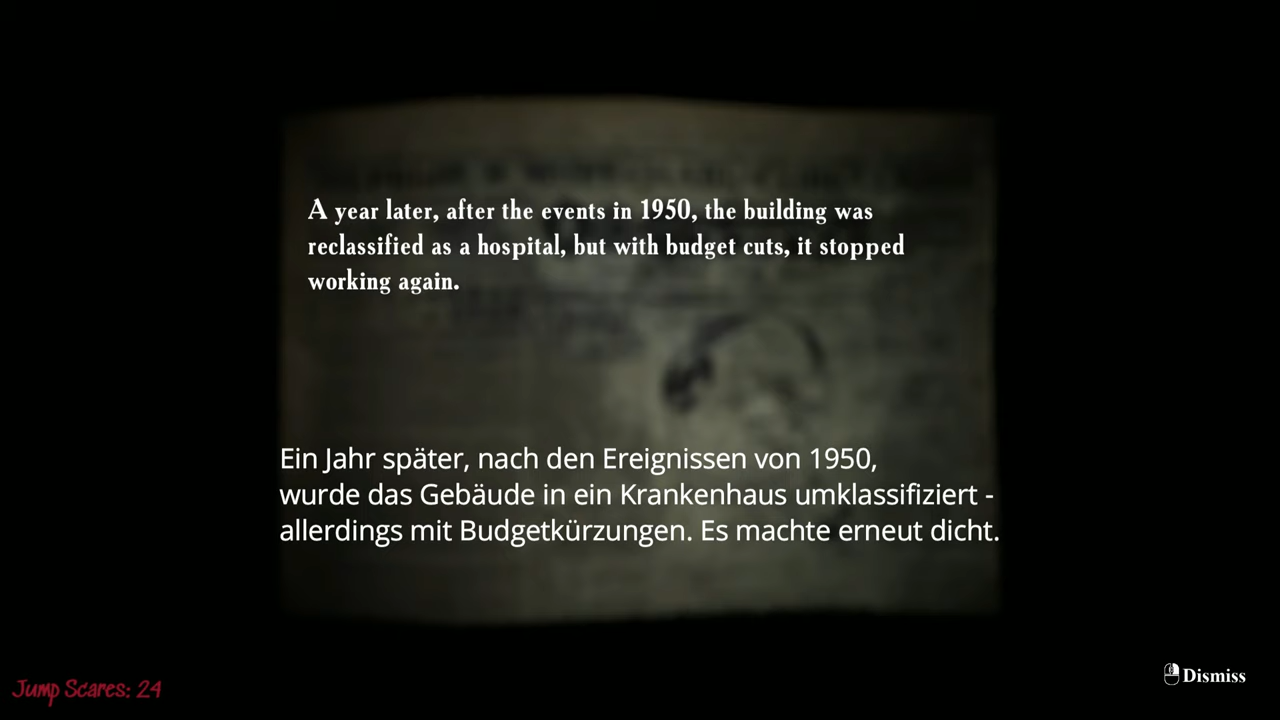 A year later, after the events in 1950, the building was
reclassified as a hospital, but with budget cuts, it stopped
working again.
Ein Jahr später, nach den Ereignissen von 1950,
wurde das Gebäude in ein Krankenhaus umklassifiziert -
allerdings mit Budgetkürzungen. Es machte erneut dicht.
Jump Scares: 24
Dismiss